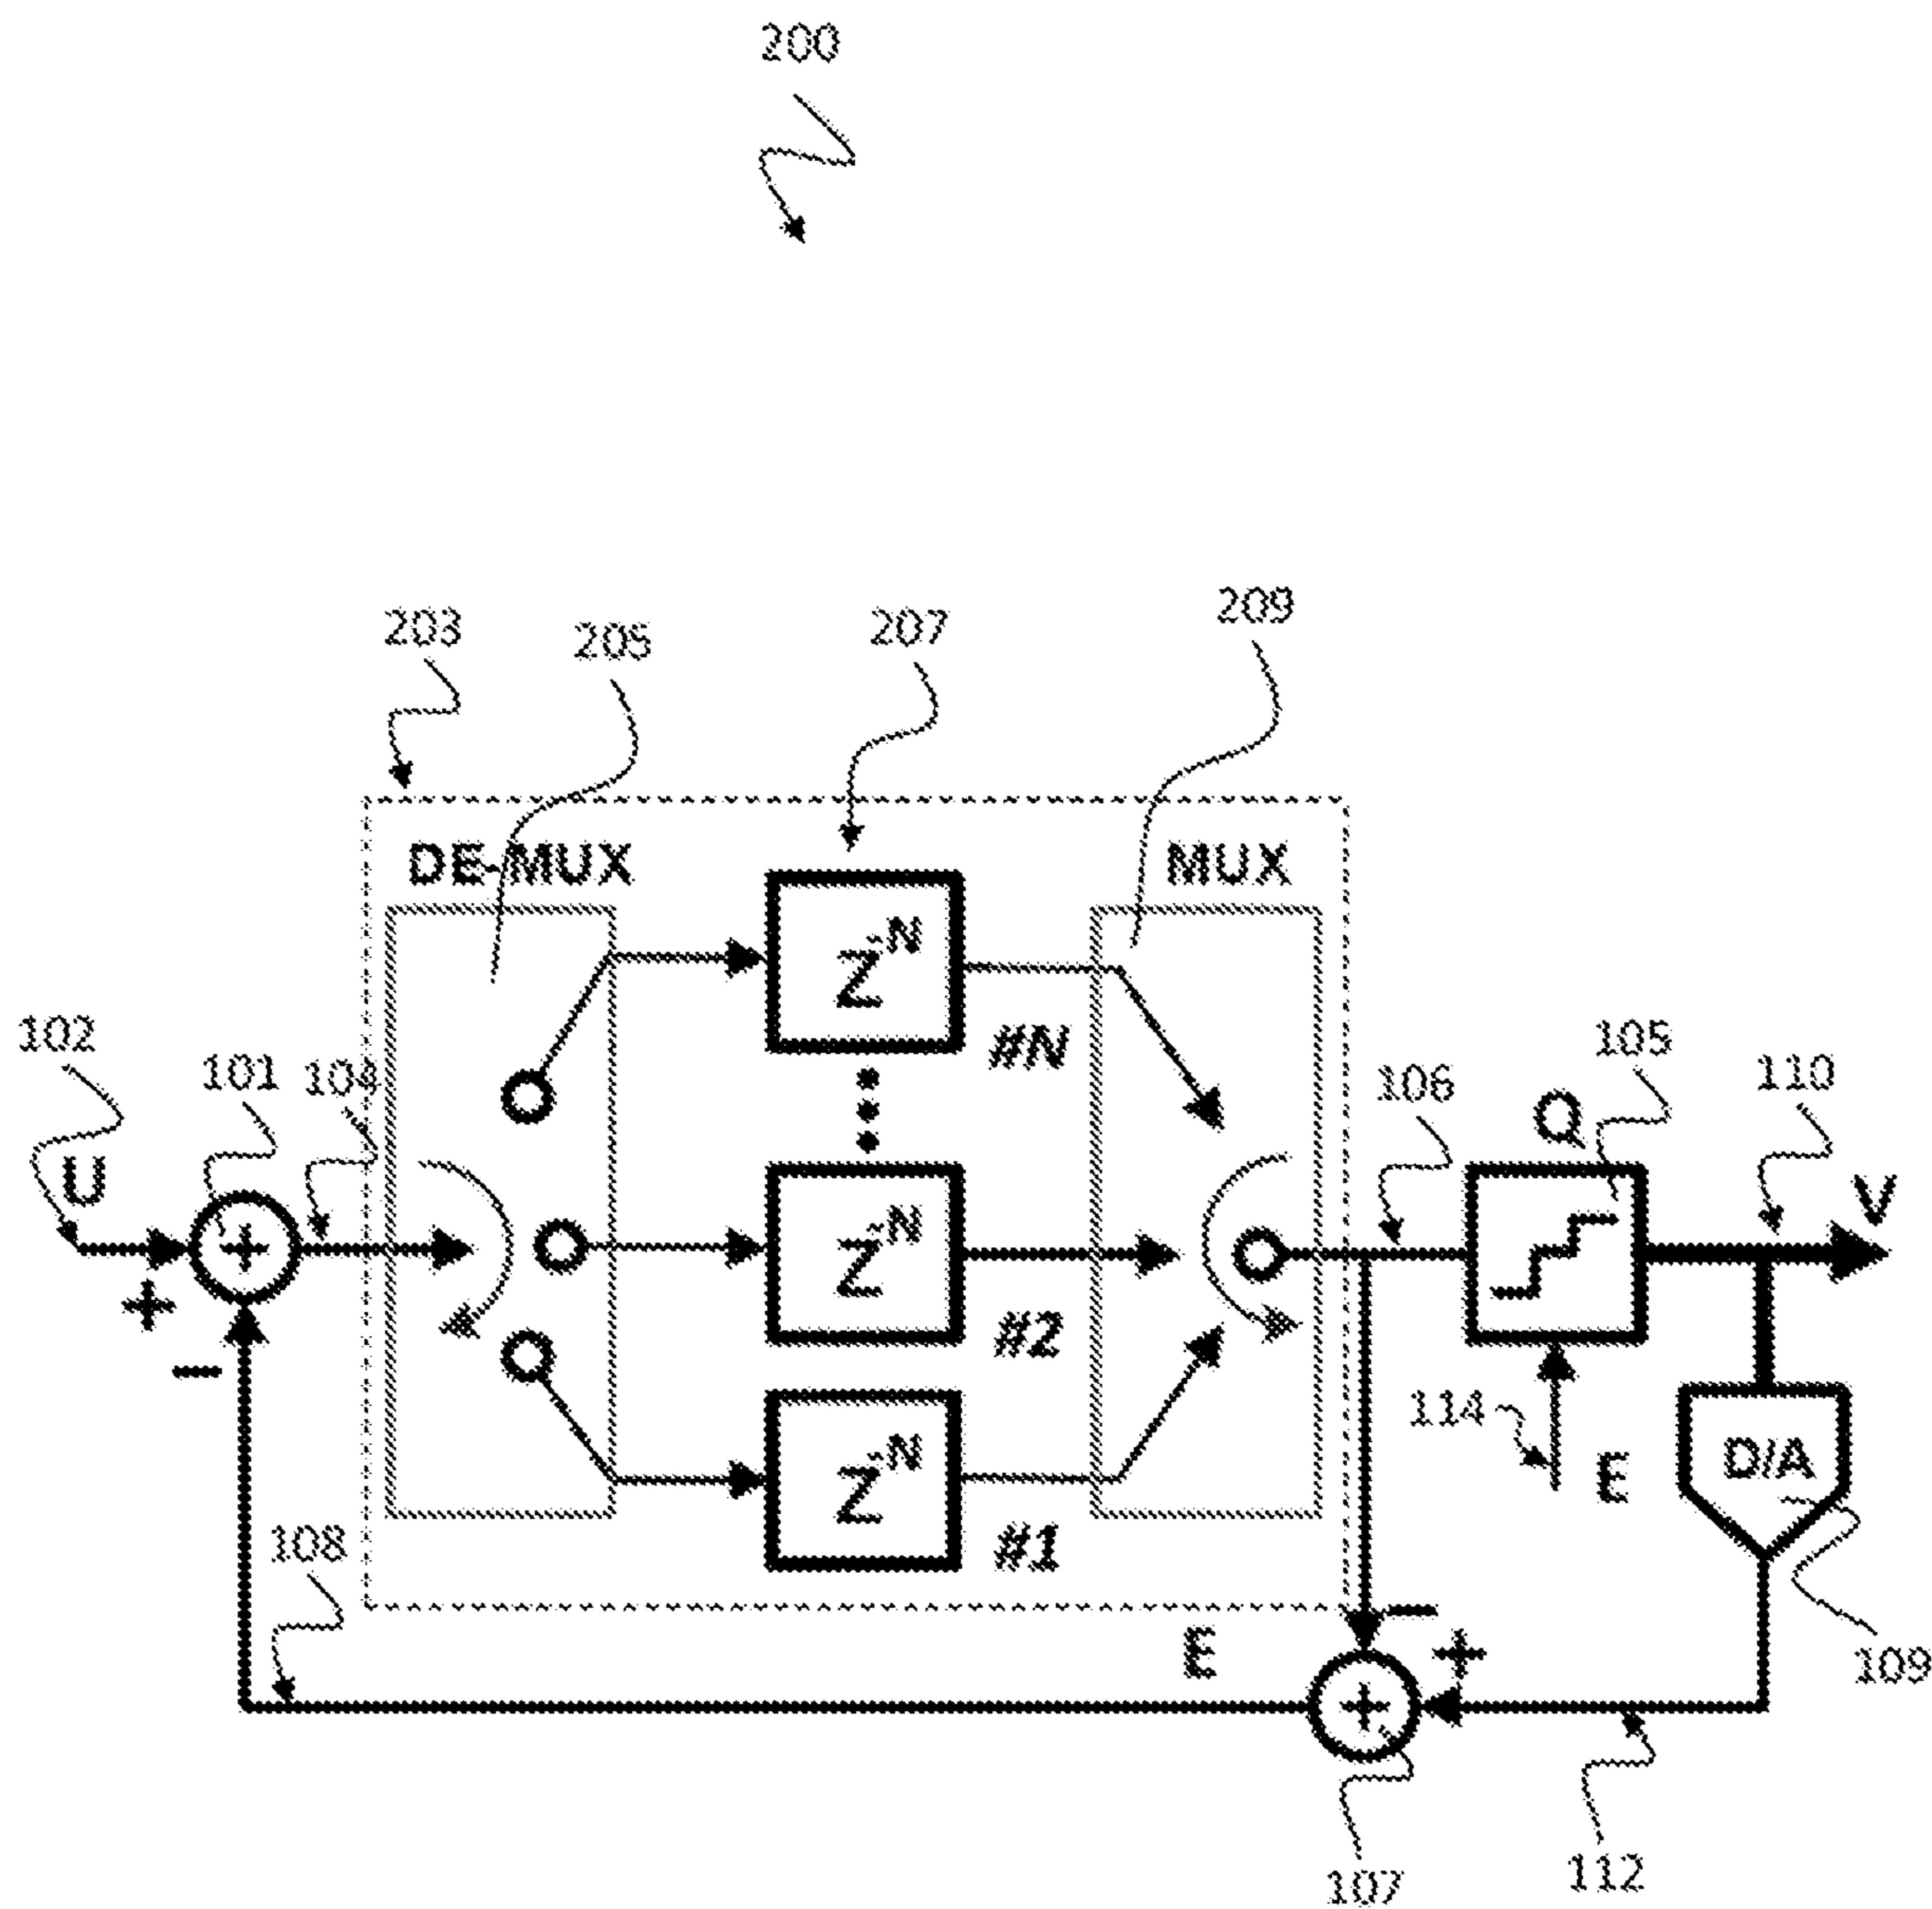 200
203
205
207
209
DE-MUX
MUX
Z-N
#N
102
101
104
106
105
110
U
Q
V
+
Z-N
#2
+
−
114
E
D/A
Z-N
#1
108
109
E
−
+
+
107
112